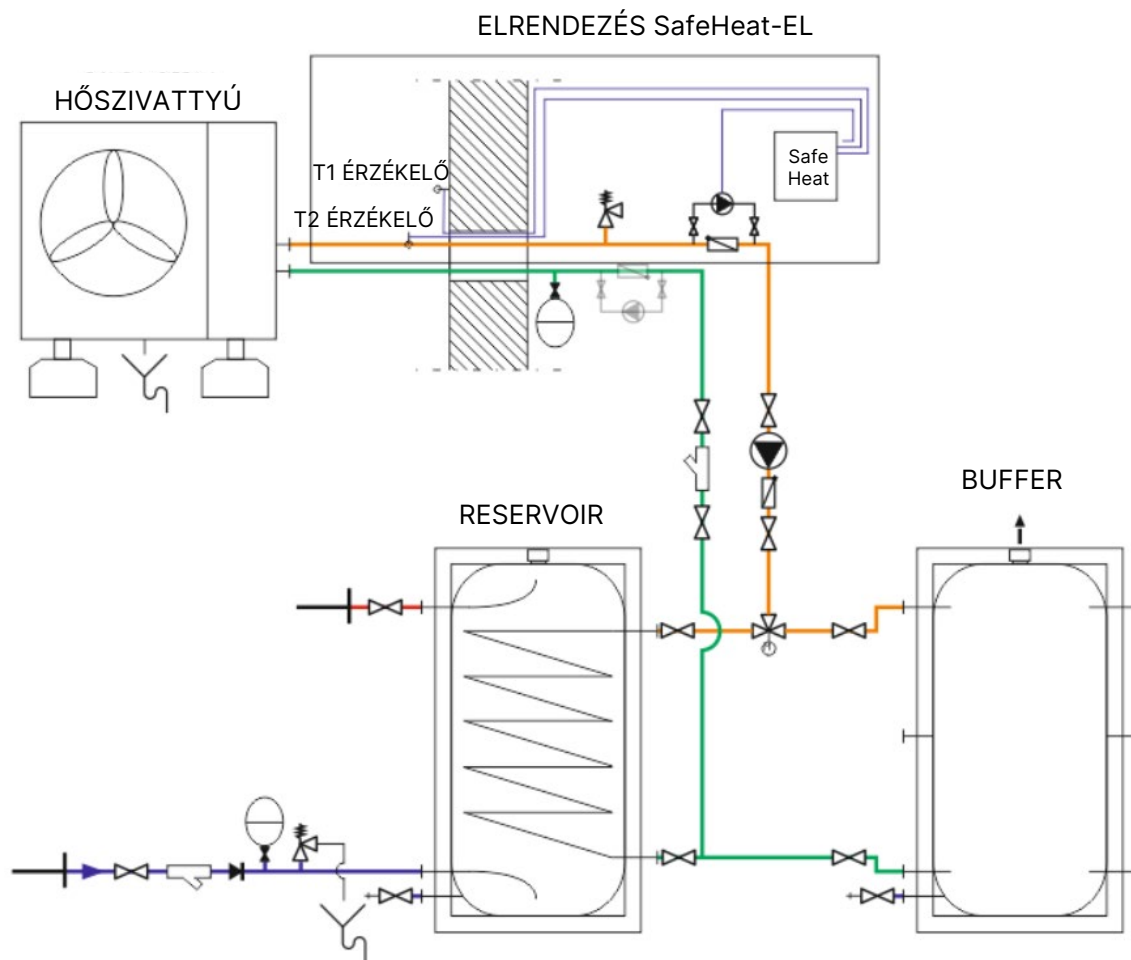 ELRENDEZÉS SafeHeat-EL
HŐSZIVATTYÚ
T1 ÉRZÉKELŐ
T2 ÉRZÉKELŐ
Safe
Heat
RESERVOIR
BUFFER